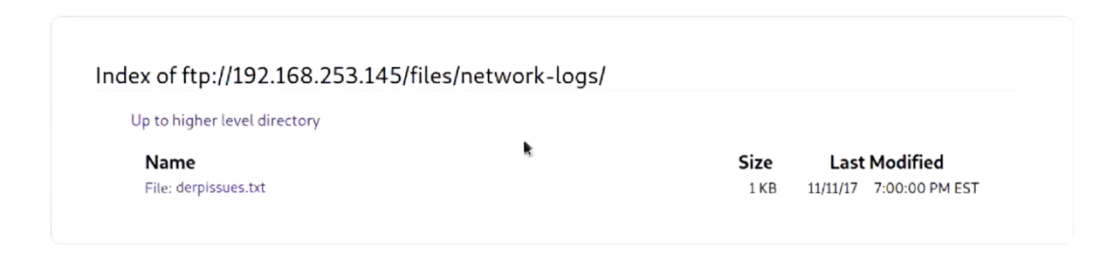 Index of ftp://192.168.253.145/files/network-logs/
Up to higher level directory
Name Size Last Modified
File: derpissues.txt 1 KB 11/11/17 7:00:00 PM EST